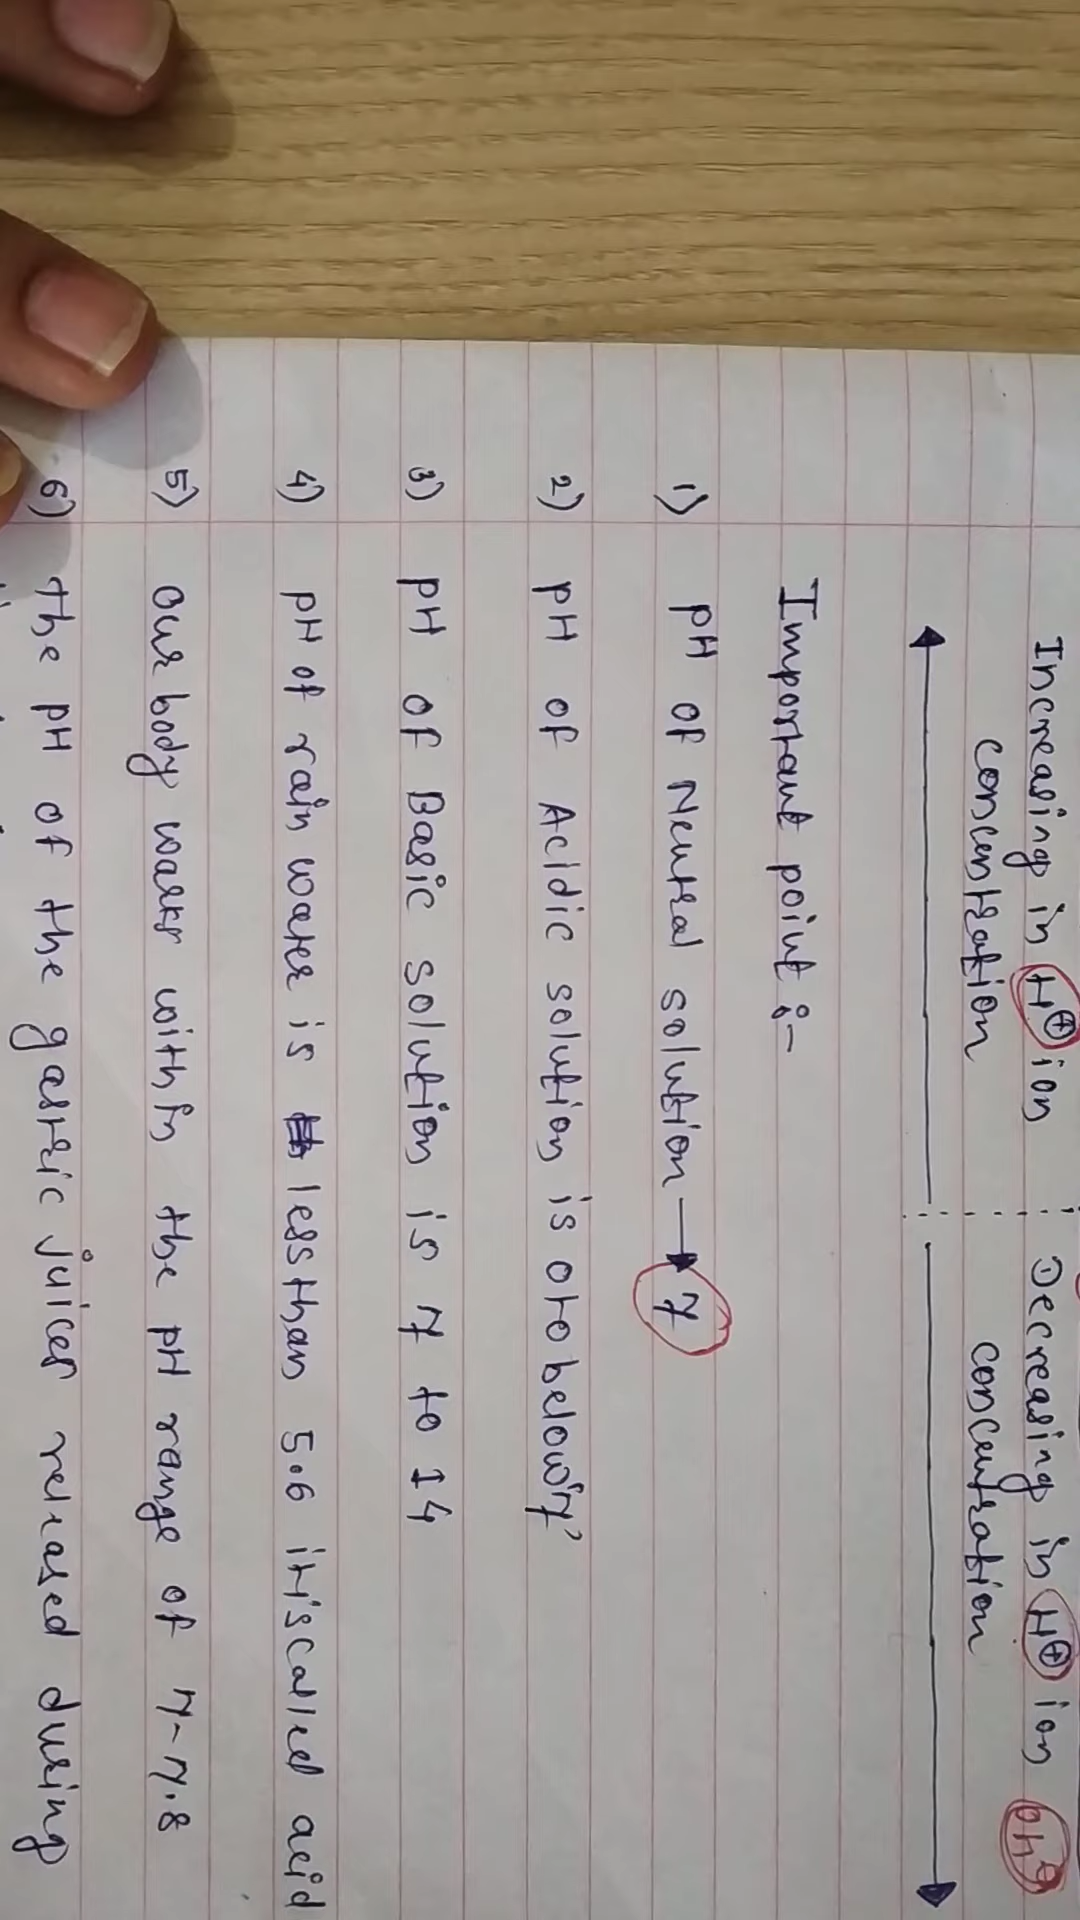 Increasing in H⊕ ion Decreasing in H⊕ ion OH⊖
concentration concentration
Important point :-
1) pH of Neutral solution → 7
2) pH of Acidic solution is 0 to below '7'
3) pH of Basic solution is 7 to 14
4) pH of rain water is less than 5.6 it is called acid
5) Our body works within the pH range of 7-7.8
6) The pH of the gastric juices released during